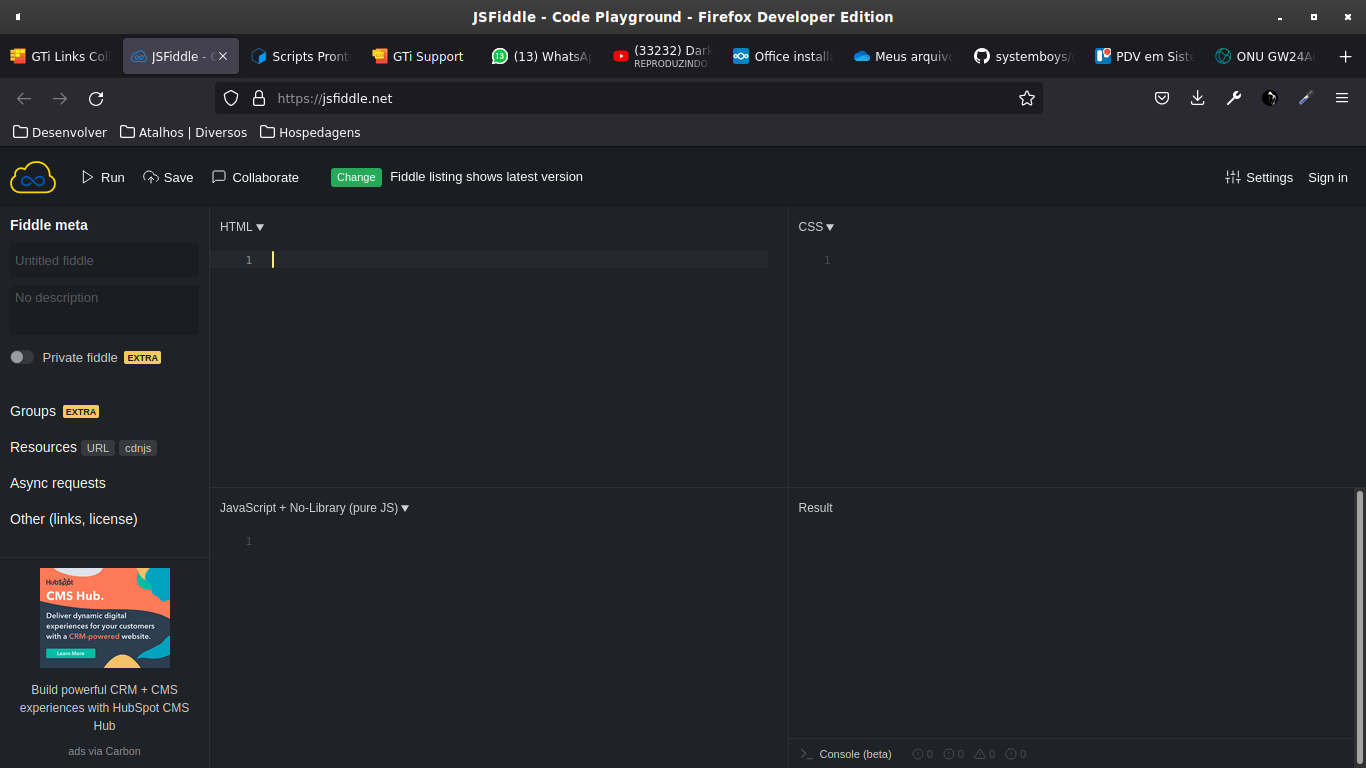 JSFiddle - Code Playground - Firefox Developer Edition
GTi Links Col
JSFiddle - C
Scripts Pront
GTi Support
(13) WhatsAp
(33232) Dark
REPRODUZINDO
Office install
Meus arquivo
systemboys/
PDV em Siste
ONU GW24A
https://jsfiddle.net
Desenvolver
Atalhos | Diversos
Hospedagens
Run
Save
Collaborate
Change
Fiddle listing shows latest version
Settings
Sign in
Fiddle meta
Untitled fiddle
No description
Private fiddle EXTRA
Groups EXTRA
Resources URL cdnjs
Async requests
Other (links, license)
HubSpot
CMS Hub.
Deliver dynamic digital
experiences for your customers
with a CRM-powered website.
Learn More
Build powerful CRM + CMS
experiences with HubSpot CMS
Hub
ads via Carbon
HTML
1
CSS
1
JavaScript + No-Library (pure JS)
1
Result
Console (beta)
0
0
0
0